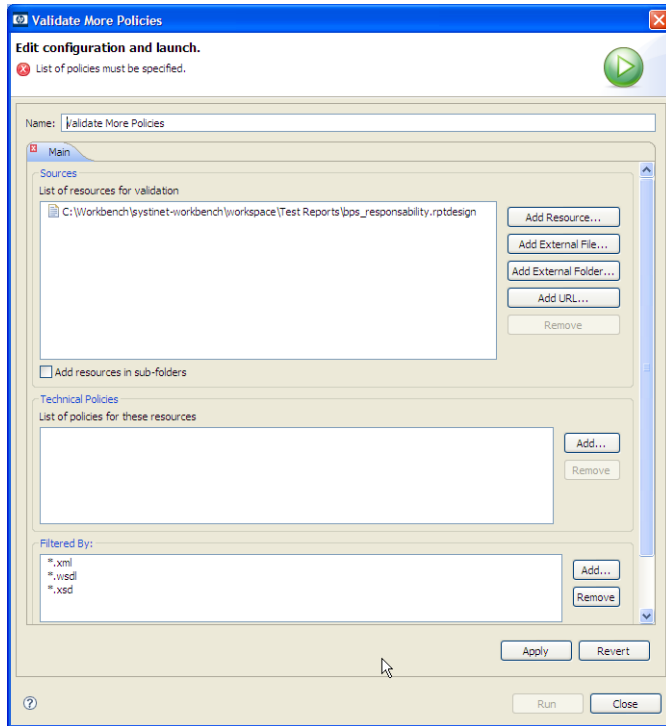 Validate More Policies
Edit configuration and launch.
List of policies must be specified.
Name: Validate More Policies
Main
Sources
List of resources for validation
C:\Workbench\systinet-workbench\workspace\Test Reports\bps_responsability.rptdesign
Add Resource...
Add External File...
Add External Folder...
Add URL...
Remove
Add resources in sub-folders
Technical Policies
List of policies for these resources
Add...
Remove
Filtered By:
*.xml
*.wsdl
*.xsd
Add...
Remove
Apply Revert
Run Close